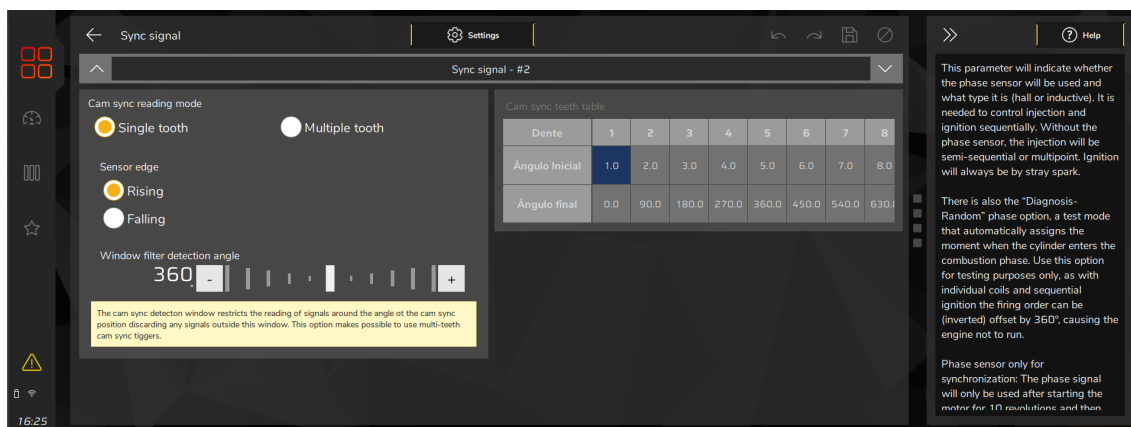 Sync signal
Settings
Help
Sync signal - #2
Cam sync reading mode
Single tooth
Multiple tooth
Sensor edge
Rising
Falling
Window filter detection angle
360°
-
+
The cam sync detecton window restricts the reading of signals around the angle ot the cam sync
position discarding any signals outside this window. This option makes possible to use multi-teeth
cam sync tiggers.
Cam sync teeth table
Dente 1 2 3 4 5 6 7 8
Ângulo Inicial 1.0 2.0 3.0 4.0 5.0 6.0 7.0 8.0
Ângulo final 0.0 90.0 180.0 270.0 360.0 450.0 540.0 630.
This parameter will indicate whether
the phase sensor will be used and
what type it is (hall or inductive). It is
needed to control injection and
ignition sequentially. Without the
phase sensor, the injection will be
semi-sequential or multipoint. Ignition
will always be by stray spark.
There is also the “Diagnosis-
Random” phase option, a test mode
that automatically assigns the
moment when the cylinder enters the
combustion phase. Use this option
for testing purposes only, as with
individual coils and sequential
ignition the firing order can be
(inverted) offset by 360°, causing the
engine not to run.
Phase sensor only for
synchronization: The phase signal
will only be used after starting the
motor for 10 revolutions and then
16:25